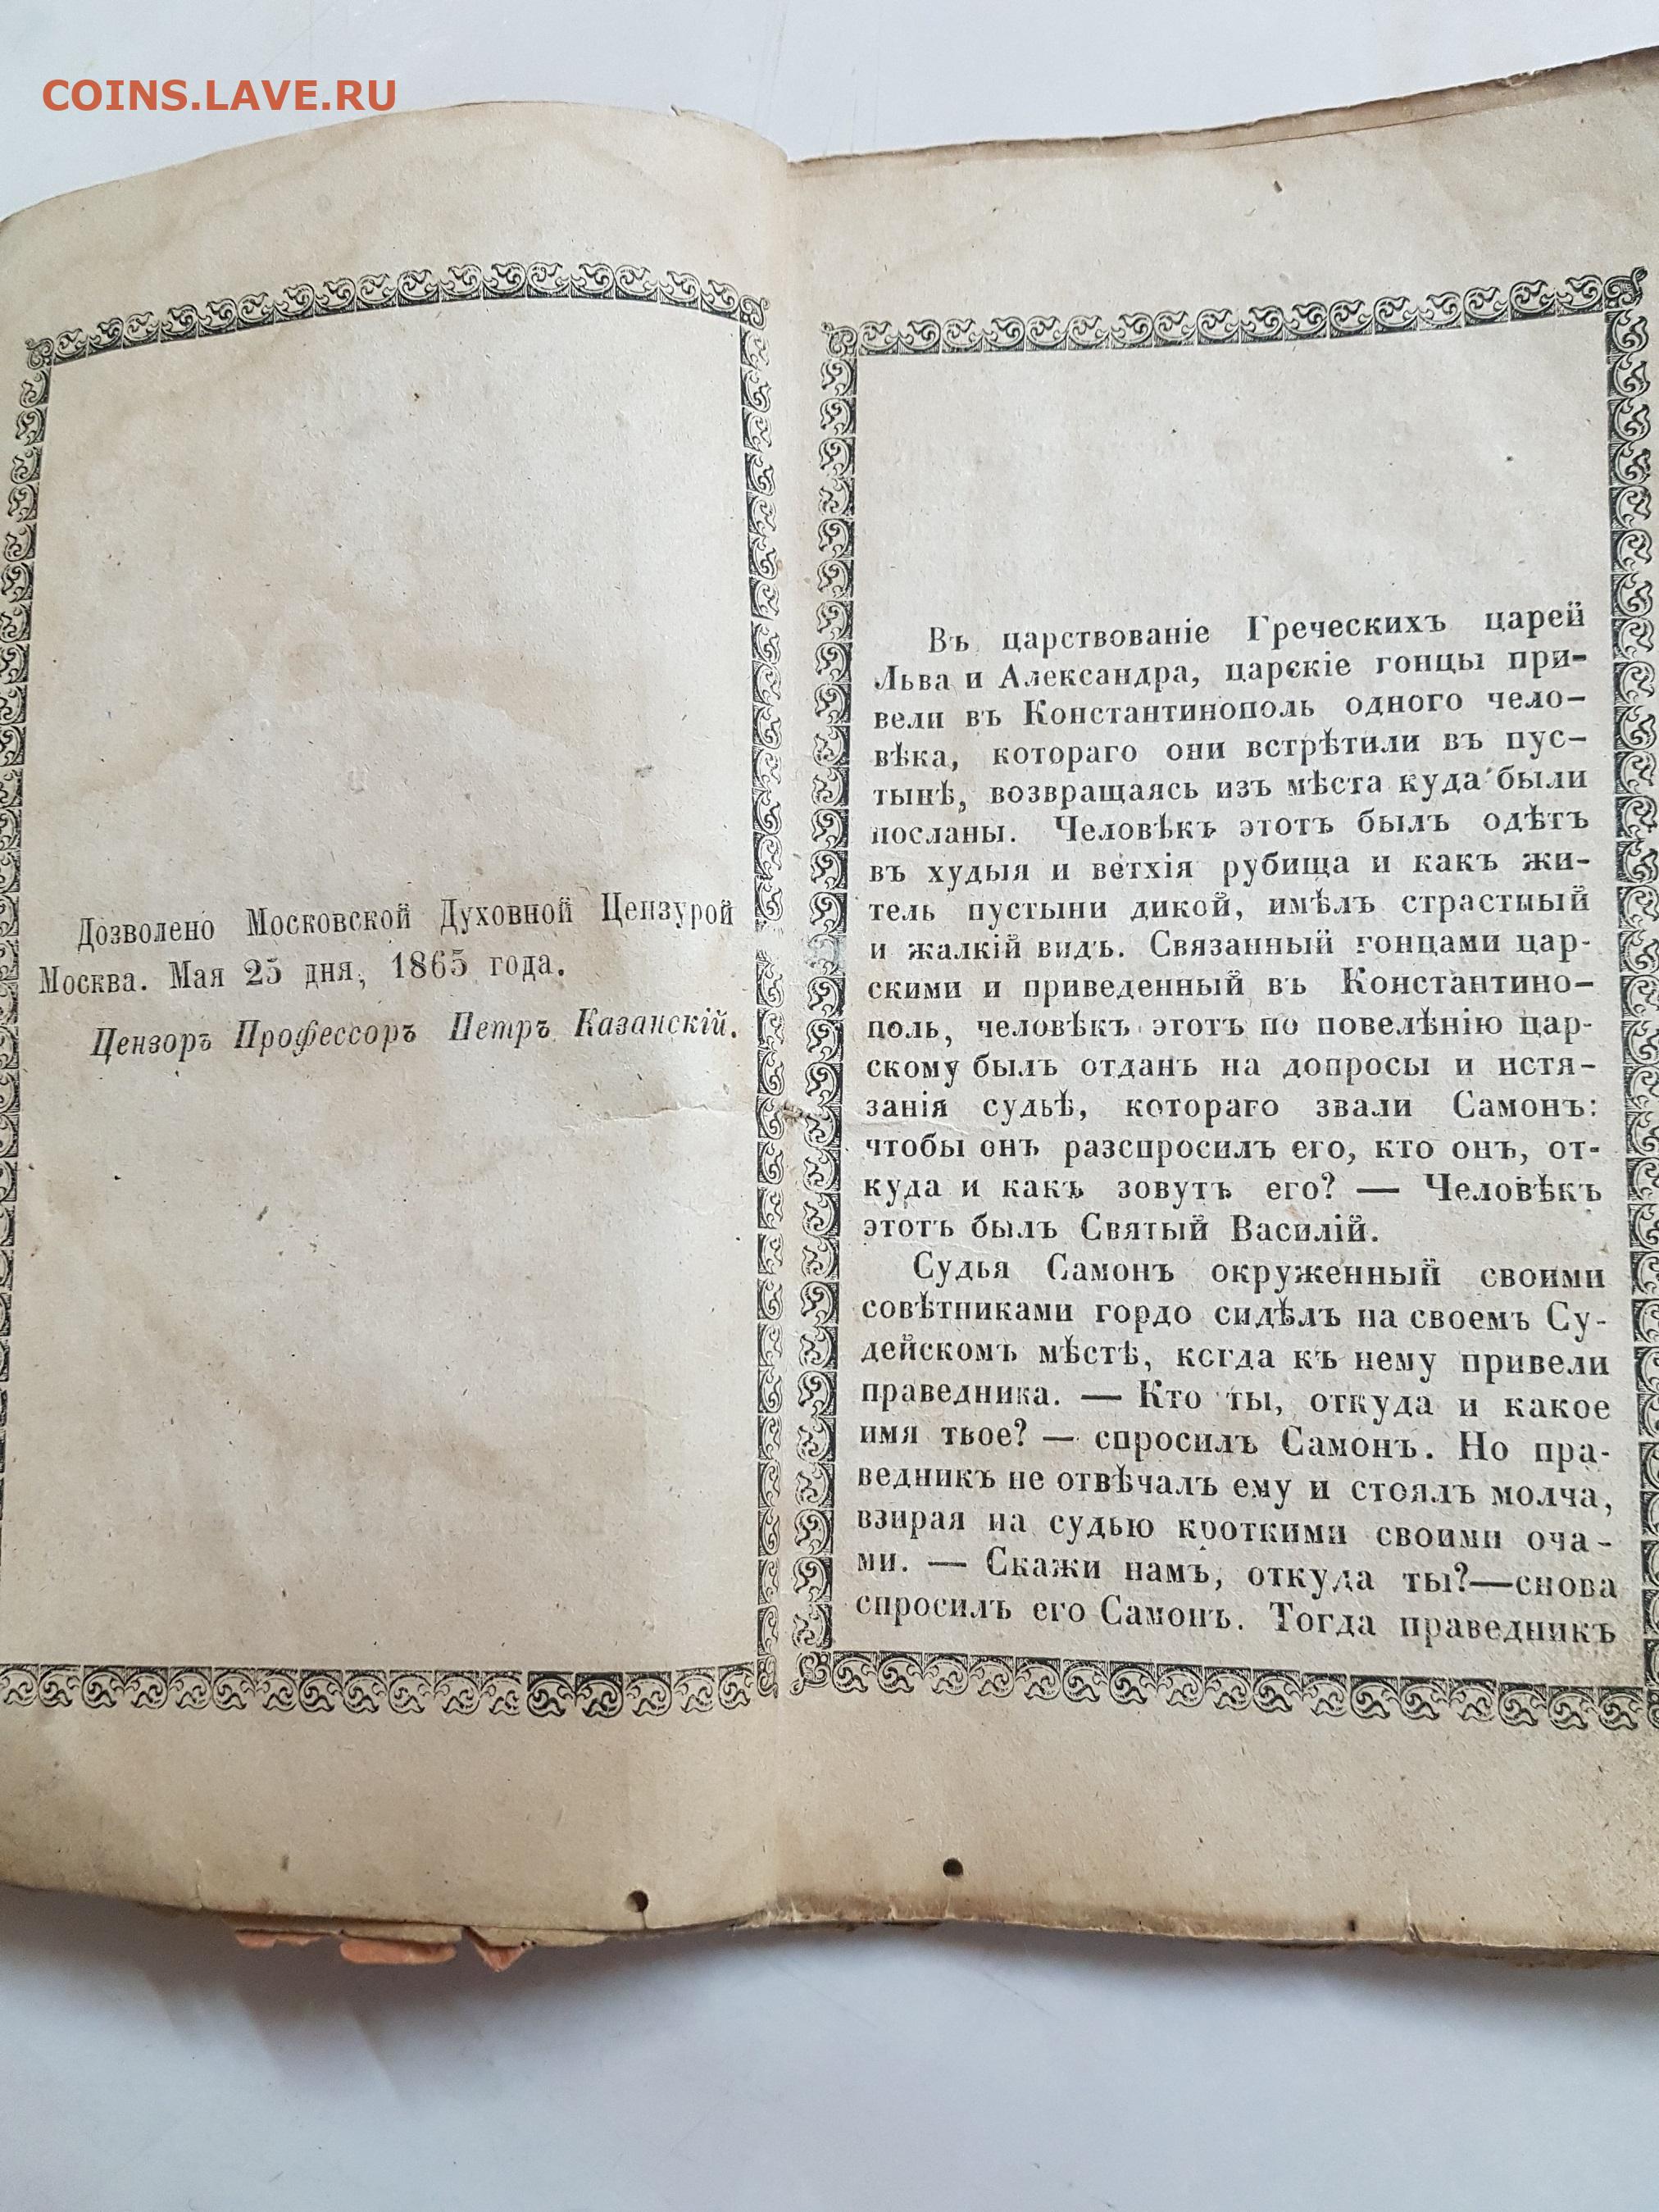 COINS.LAVE.RU
Дозволено Московской Духовной Цензурой
Москва. Мая 25 дня, 1865 года.
Цензоръ Профессоръ Петръ Казанскій.
Въ царствованіе Греческихъ царей
Льва и Александра, царскіе гонцы при-
вели въ Константинополь одного чело-
вѣка, котораго они встрѣтили въ пус-
тынѣ, возвращаясь изъ мѣста куда были
посланы. Человѣкъ этотъ былъ одѣтъ
въ худыя и ветхія рубища и какъ жи-
тель пустыни дикой, имѣлъ страстный
и жалкій видъ. Связанный гонцами цар-
скими и приведенный въ Константино-
поль, человѣкъ этотъ по повелѣнію цар-
скому былъ отданъ на допросы и истя-
занія судьѣ, котораго звали Самонъ:
чтобы онъ разспросилъ его, кто онъ, от-
куда и какъ зовутъ его? — Человѣкъ
этотъ былъ Святый Василій.
Судья Самонъ окруженный своими
совѣтниками гордо сидѣлъ на своемъ Су-
дейскомъ мѣстѣ, когда къ нему привели
праведника. — Кто ты, откуда и какое
имя твое? — спросилъ Самонъ. Но пра-
ведникъ не отвѣчалъ ему и стоялъ молча,
взирая на судью кроткими своими оча-
ми. — Скажи намъ, откуда ты?—снова
спросилъ его Самонъ. Тогда праведникъ